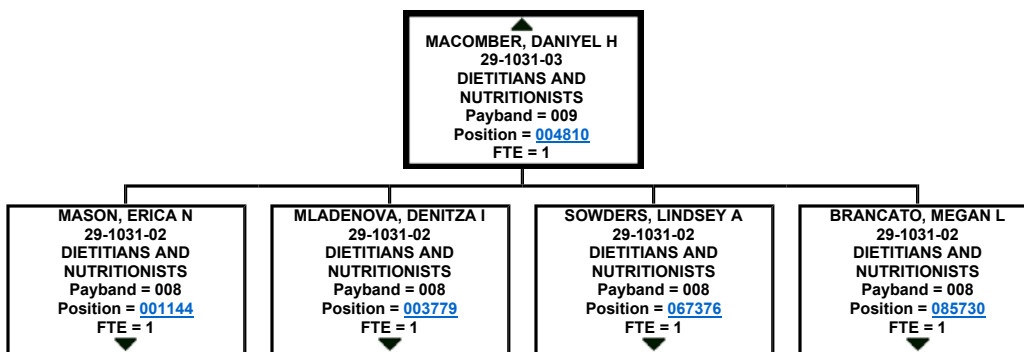 MACOMBER, DANIYEL H
29-1031-03
DIETITIANS AND
NUTRITIONISTS
Payband = 009
Position = 004810
FTE = 1
MASON, ERICA N
29-1031-02
DIETITIANS AND
NUTRITIONISTS
Payband = 008
Position = 001144
FTE = 1
MLADENOVA, DENITZA I
29-1031-02
DIETITIANS AND
NUTRITIONISTS
Payband = 008
Position = 003779
FTE = 1
SOWDERS, LINDSEY A
29-1031-02
DIETITIANS AND
NUTRITIONISTS
Payband = 008
Position = 067376
FTE = 1
BRANCATO, MEGAN L
29-1031-02
DIETITIANS AND
NUTRITIONISTS
Payband = 008
Position = 085730
FTE = 1